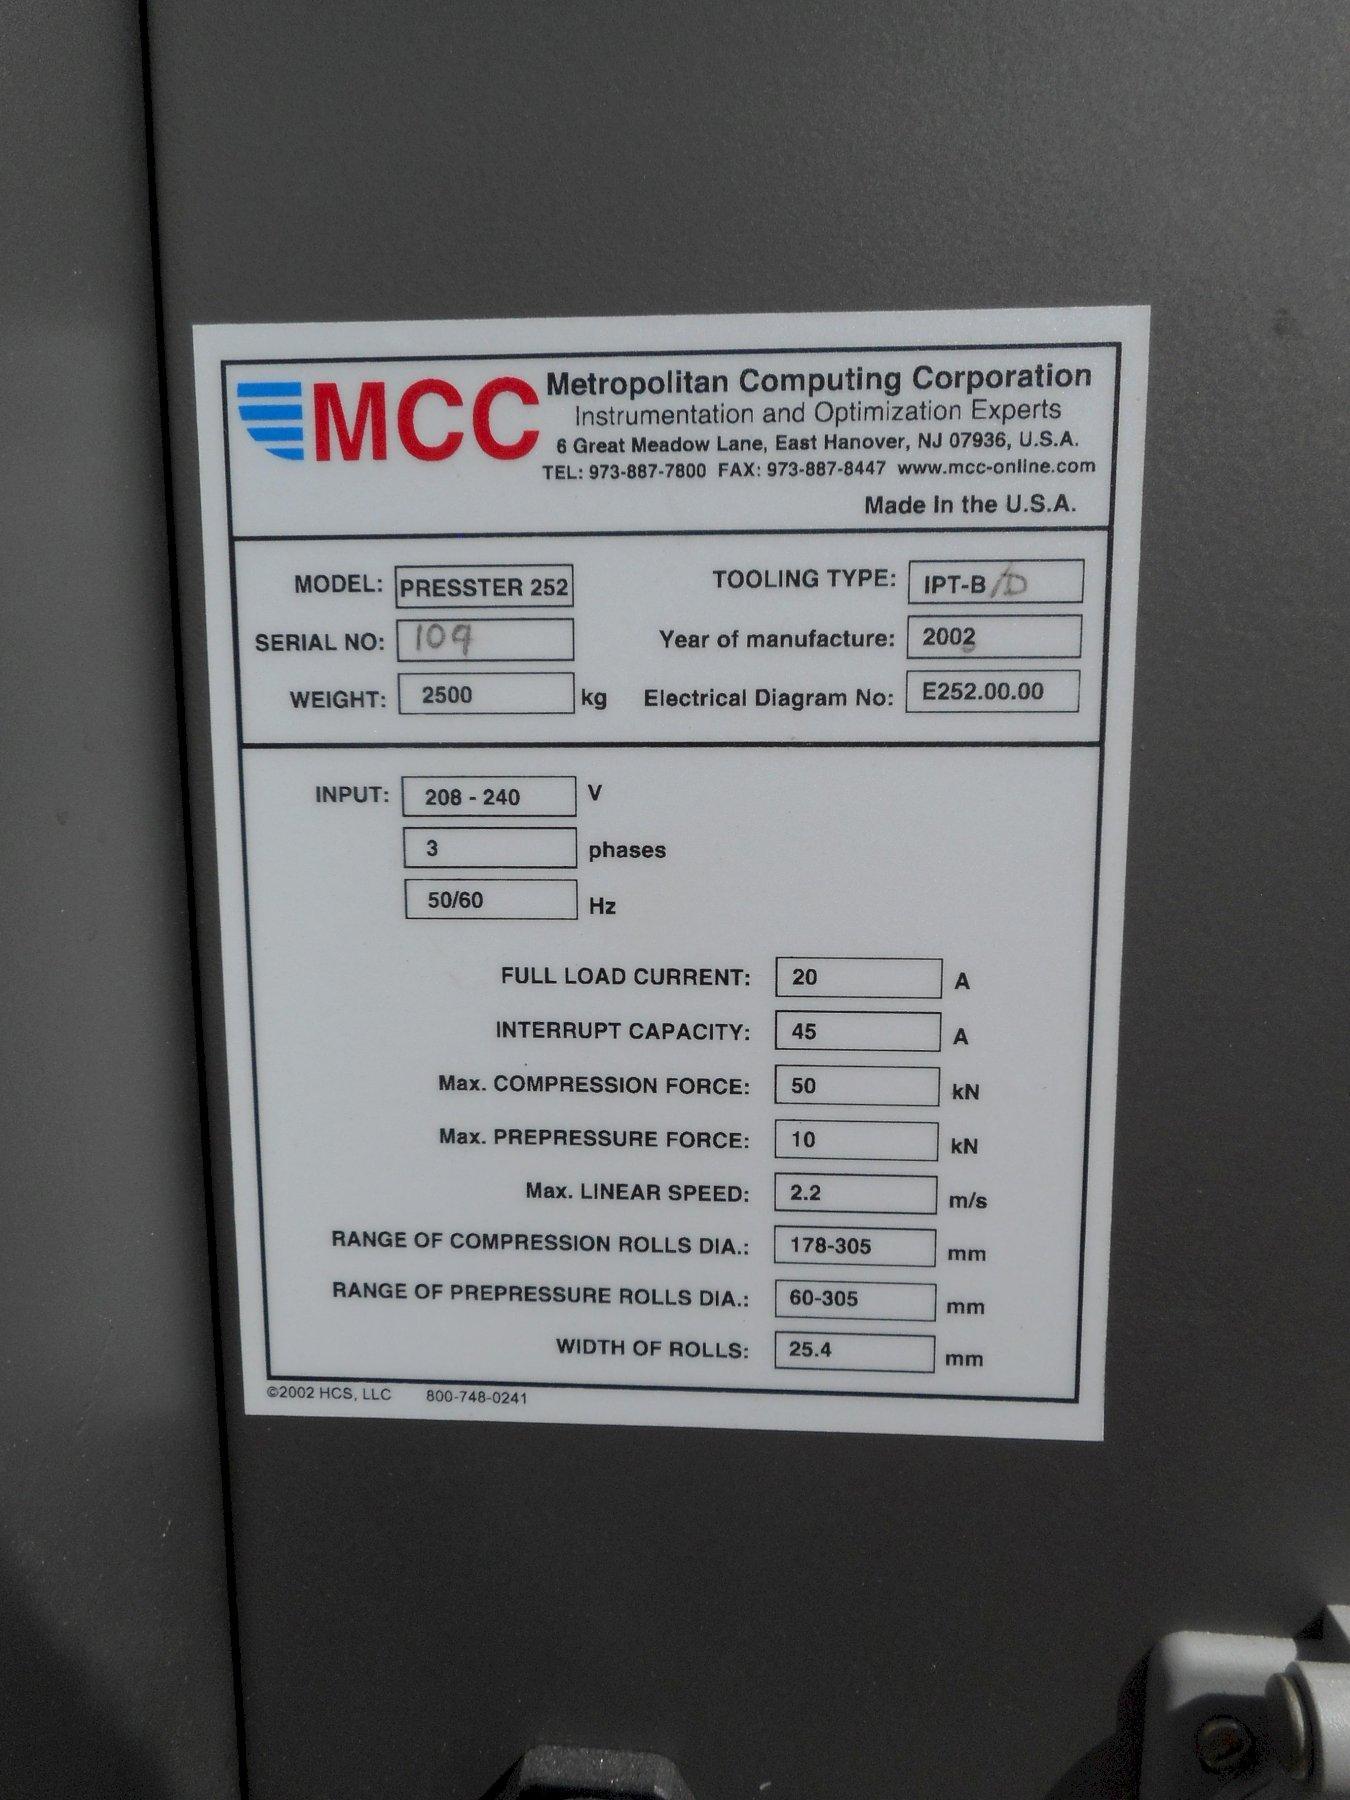 MCC
Metropolitan Computing Corporation
Instrumentation and Optimization Experts
6 Great Meadow Lane, East Hanover, NJ 07936, U.S.A.
TEL: 973-887-7800 FAX: 973-887-8447 www.mcc-online.com
Made In the U.S.A.
MODEL: PRESSTER 252
TOOLING TYPE: IPT-B/D
SERIAL NO: 109
Year of manufacture:
WEIGHT: 2500 kg
Electrical Diagram No: E252.00.00
INPUT: 208 - 240 V
3 phases
50/60 Hz
FULL LOAD CURRENT: 20 A
INTERRUPT CAPACITY: 45 A
Max. COMPRESSION FORCE: 50 kN
Max. PREPRESSURE FORCE: 10 kN
Max. LINEAR SPEED: 2.2 m/s
RANGE OF COMPRESSION ROLLS DIA.: 178-305 mm
RANGE OF PREPRESSURE ROLLS DIA.: 60-305 mm
WIDTH OF ROLLS: 25.4 mm
©2002 HCS, LLC 800-748-0241